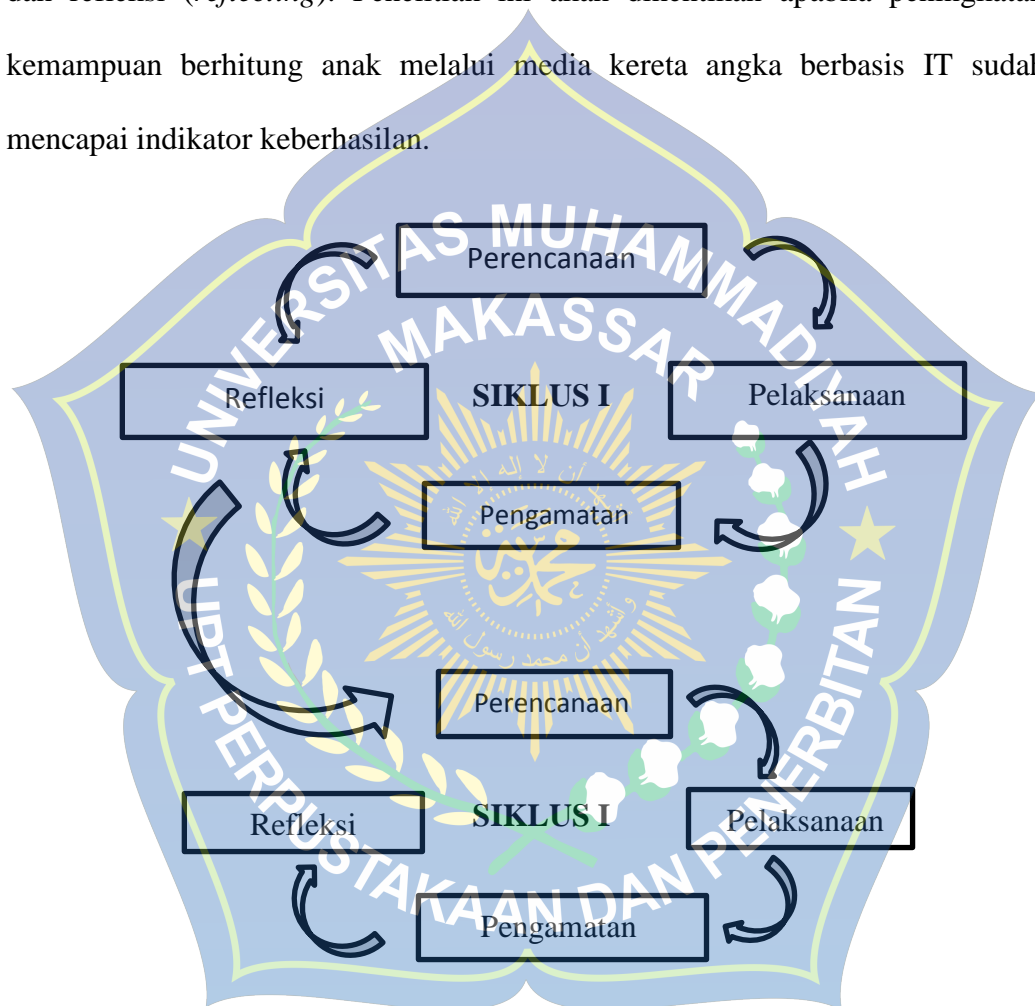 dan refleksi (reflecting). Penelitian ini akan dihentikan apabila peningkatan
kemampuan berhitung anak melalui media kereta angka berbasis IT sudah
mencapai indikator keberhasilan.
UNIVERSITAS MUHAMMADIYAH
MAKASSAR
Perencanaan
Refleksi
SIKLUS I
Pelaksanaan
Pengamatan
Perencanaan
Refleksi
SIKLUS I
Pelaksanaan
Pengamatan
UPT PERPUSTAKAAN DAN PENERBITAN